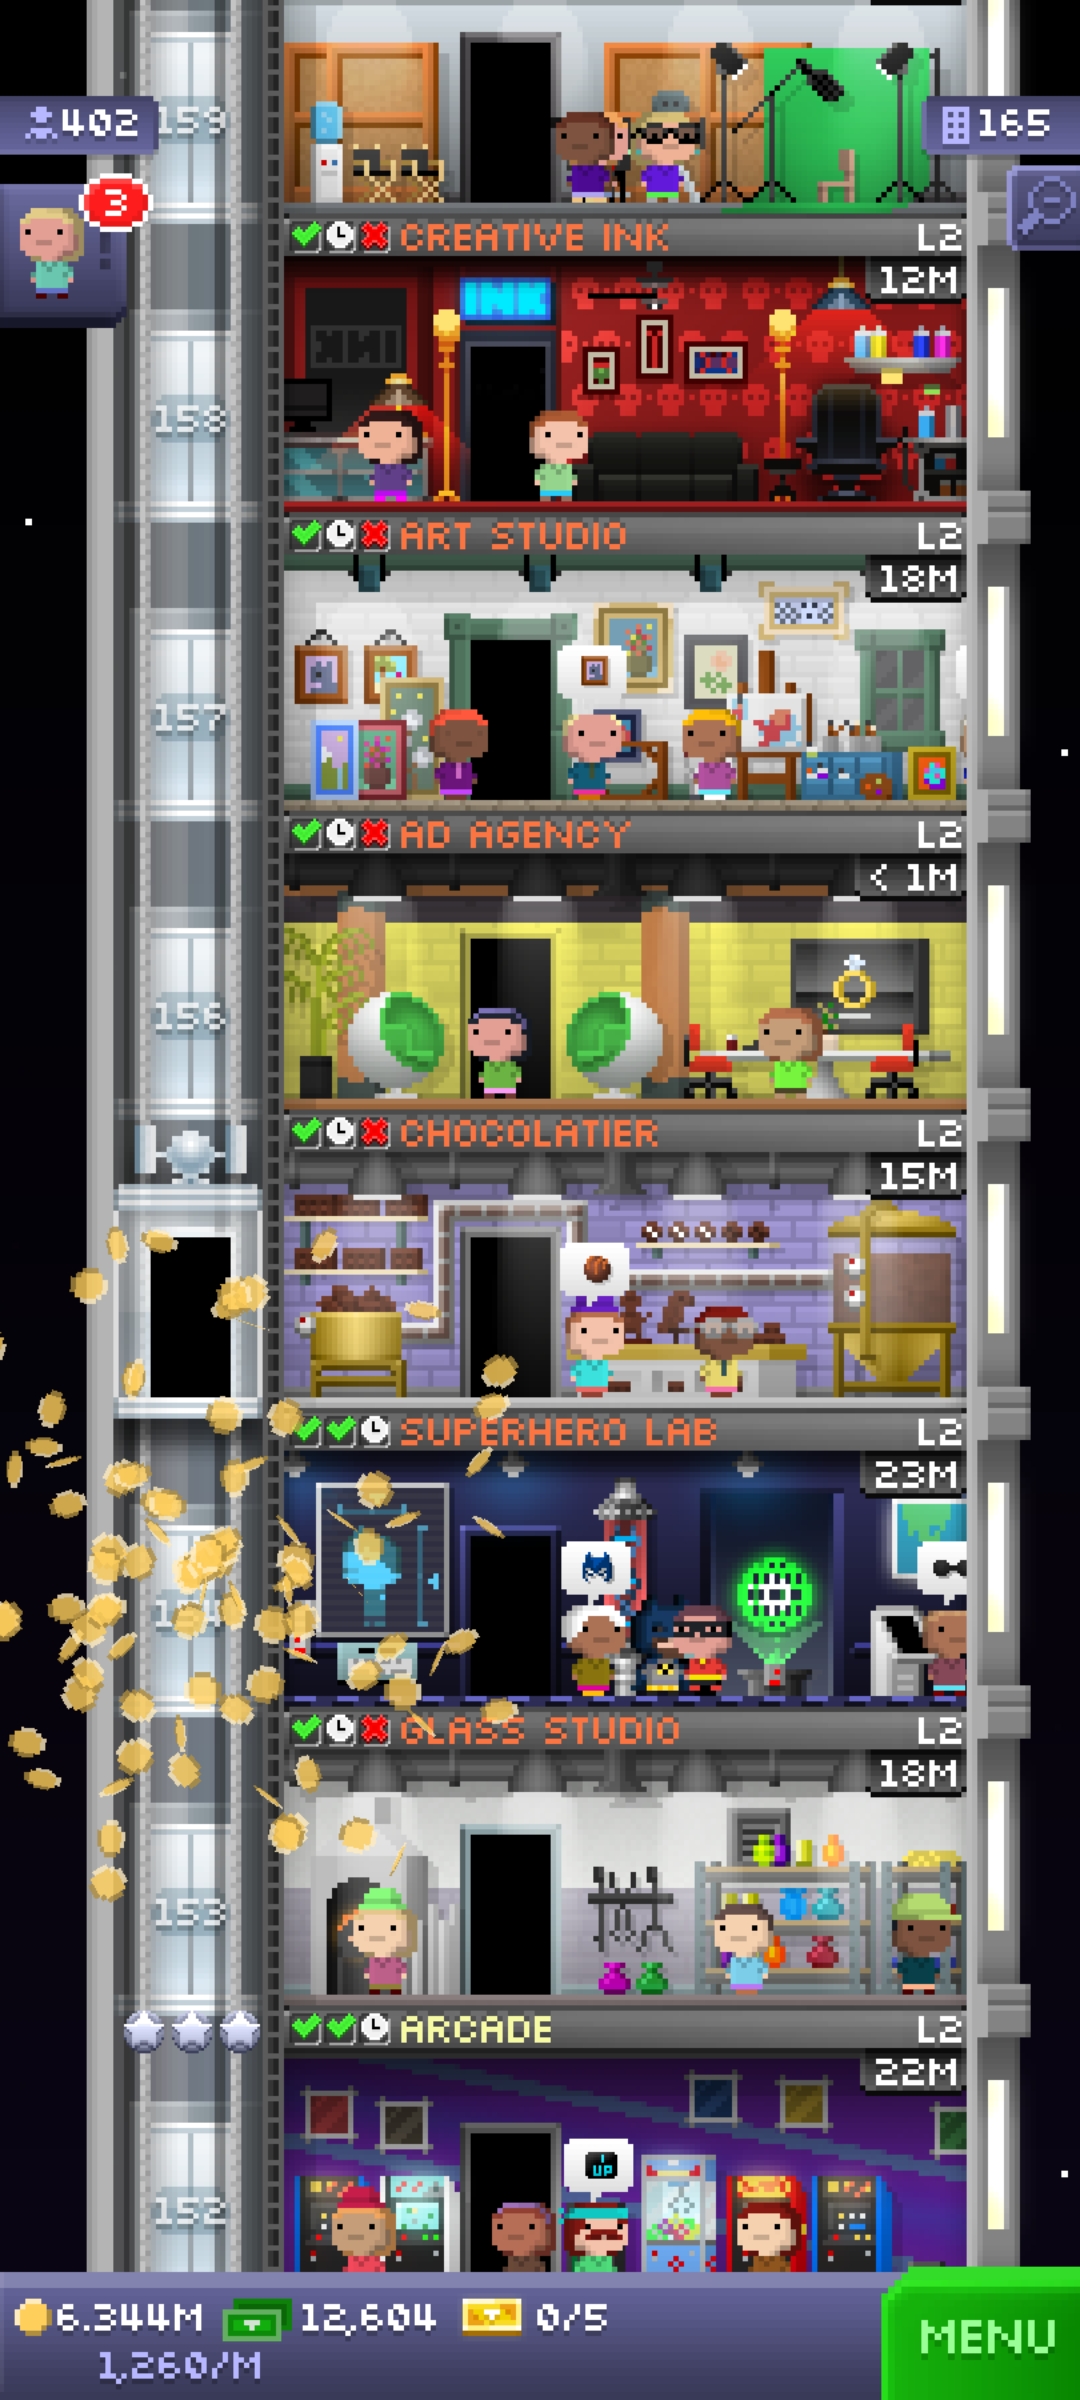 402
159
165
3
CREATIVE INK L2
12M
INK
158
ART STUDIO L2
18M
157
AD AGENCY L2
< 1M
156
CHOCOLATIER L2
15M
SUPERHERO LAB L2
23M
GLASS STUDIO L2
18M
153
ARCADE L2
22M
UP
152
6.344M 12,604 0/5
MENU
1,260/M